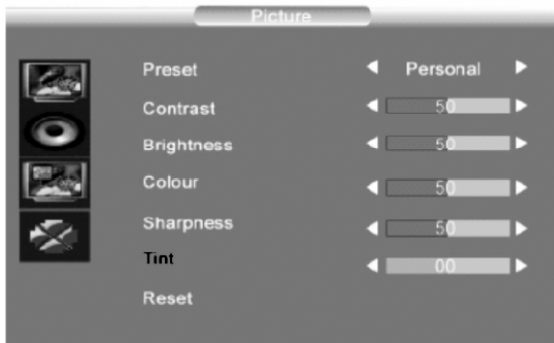 Picture
Preset Personal
Contrast 50
Brightness 50
Colour 50
Sharpness 50
Tint 00
Reset